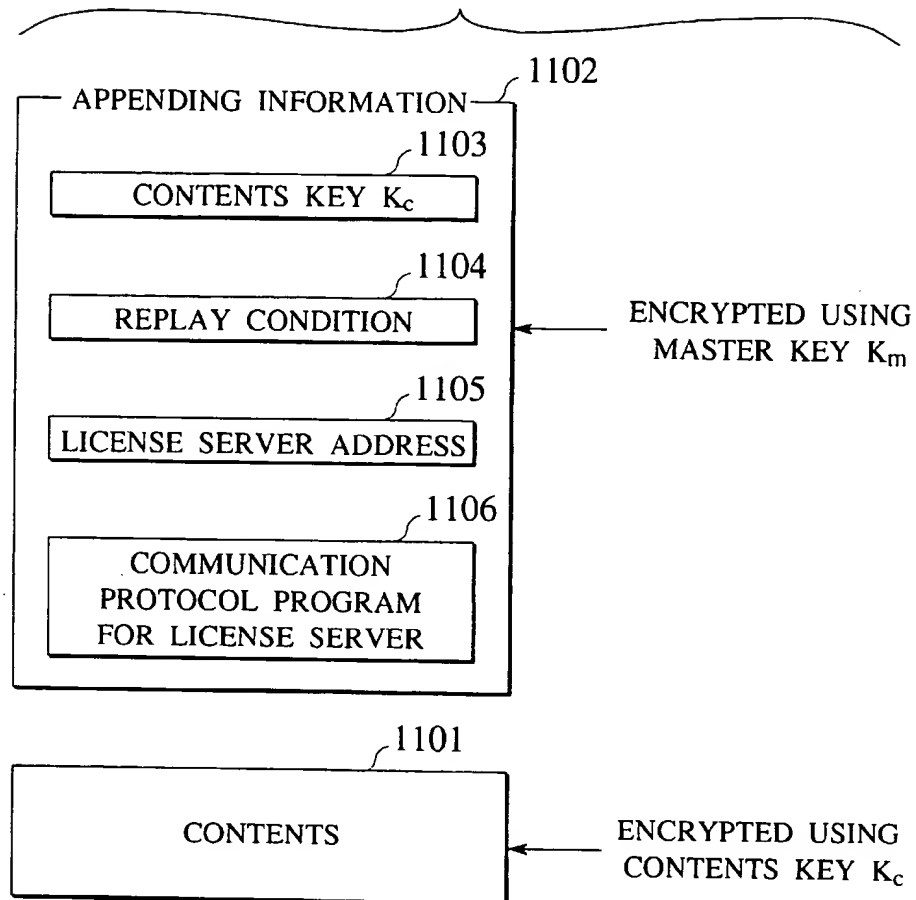 1102
APPENDING INFORMATION
1103
CONTENTS KEY Kc
1104
REPLAY CONDITION
ENCRYPTED USING
MASTER KEY Km
1105
LICENSE SERVER ADDRESS
1106
COMMUNICATION
PROTOCOL PROGRAM
FOR LICENSE SERVER
1101
CONTENTS
ENCRYPTED USING
CONTENTS KEY Kc